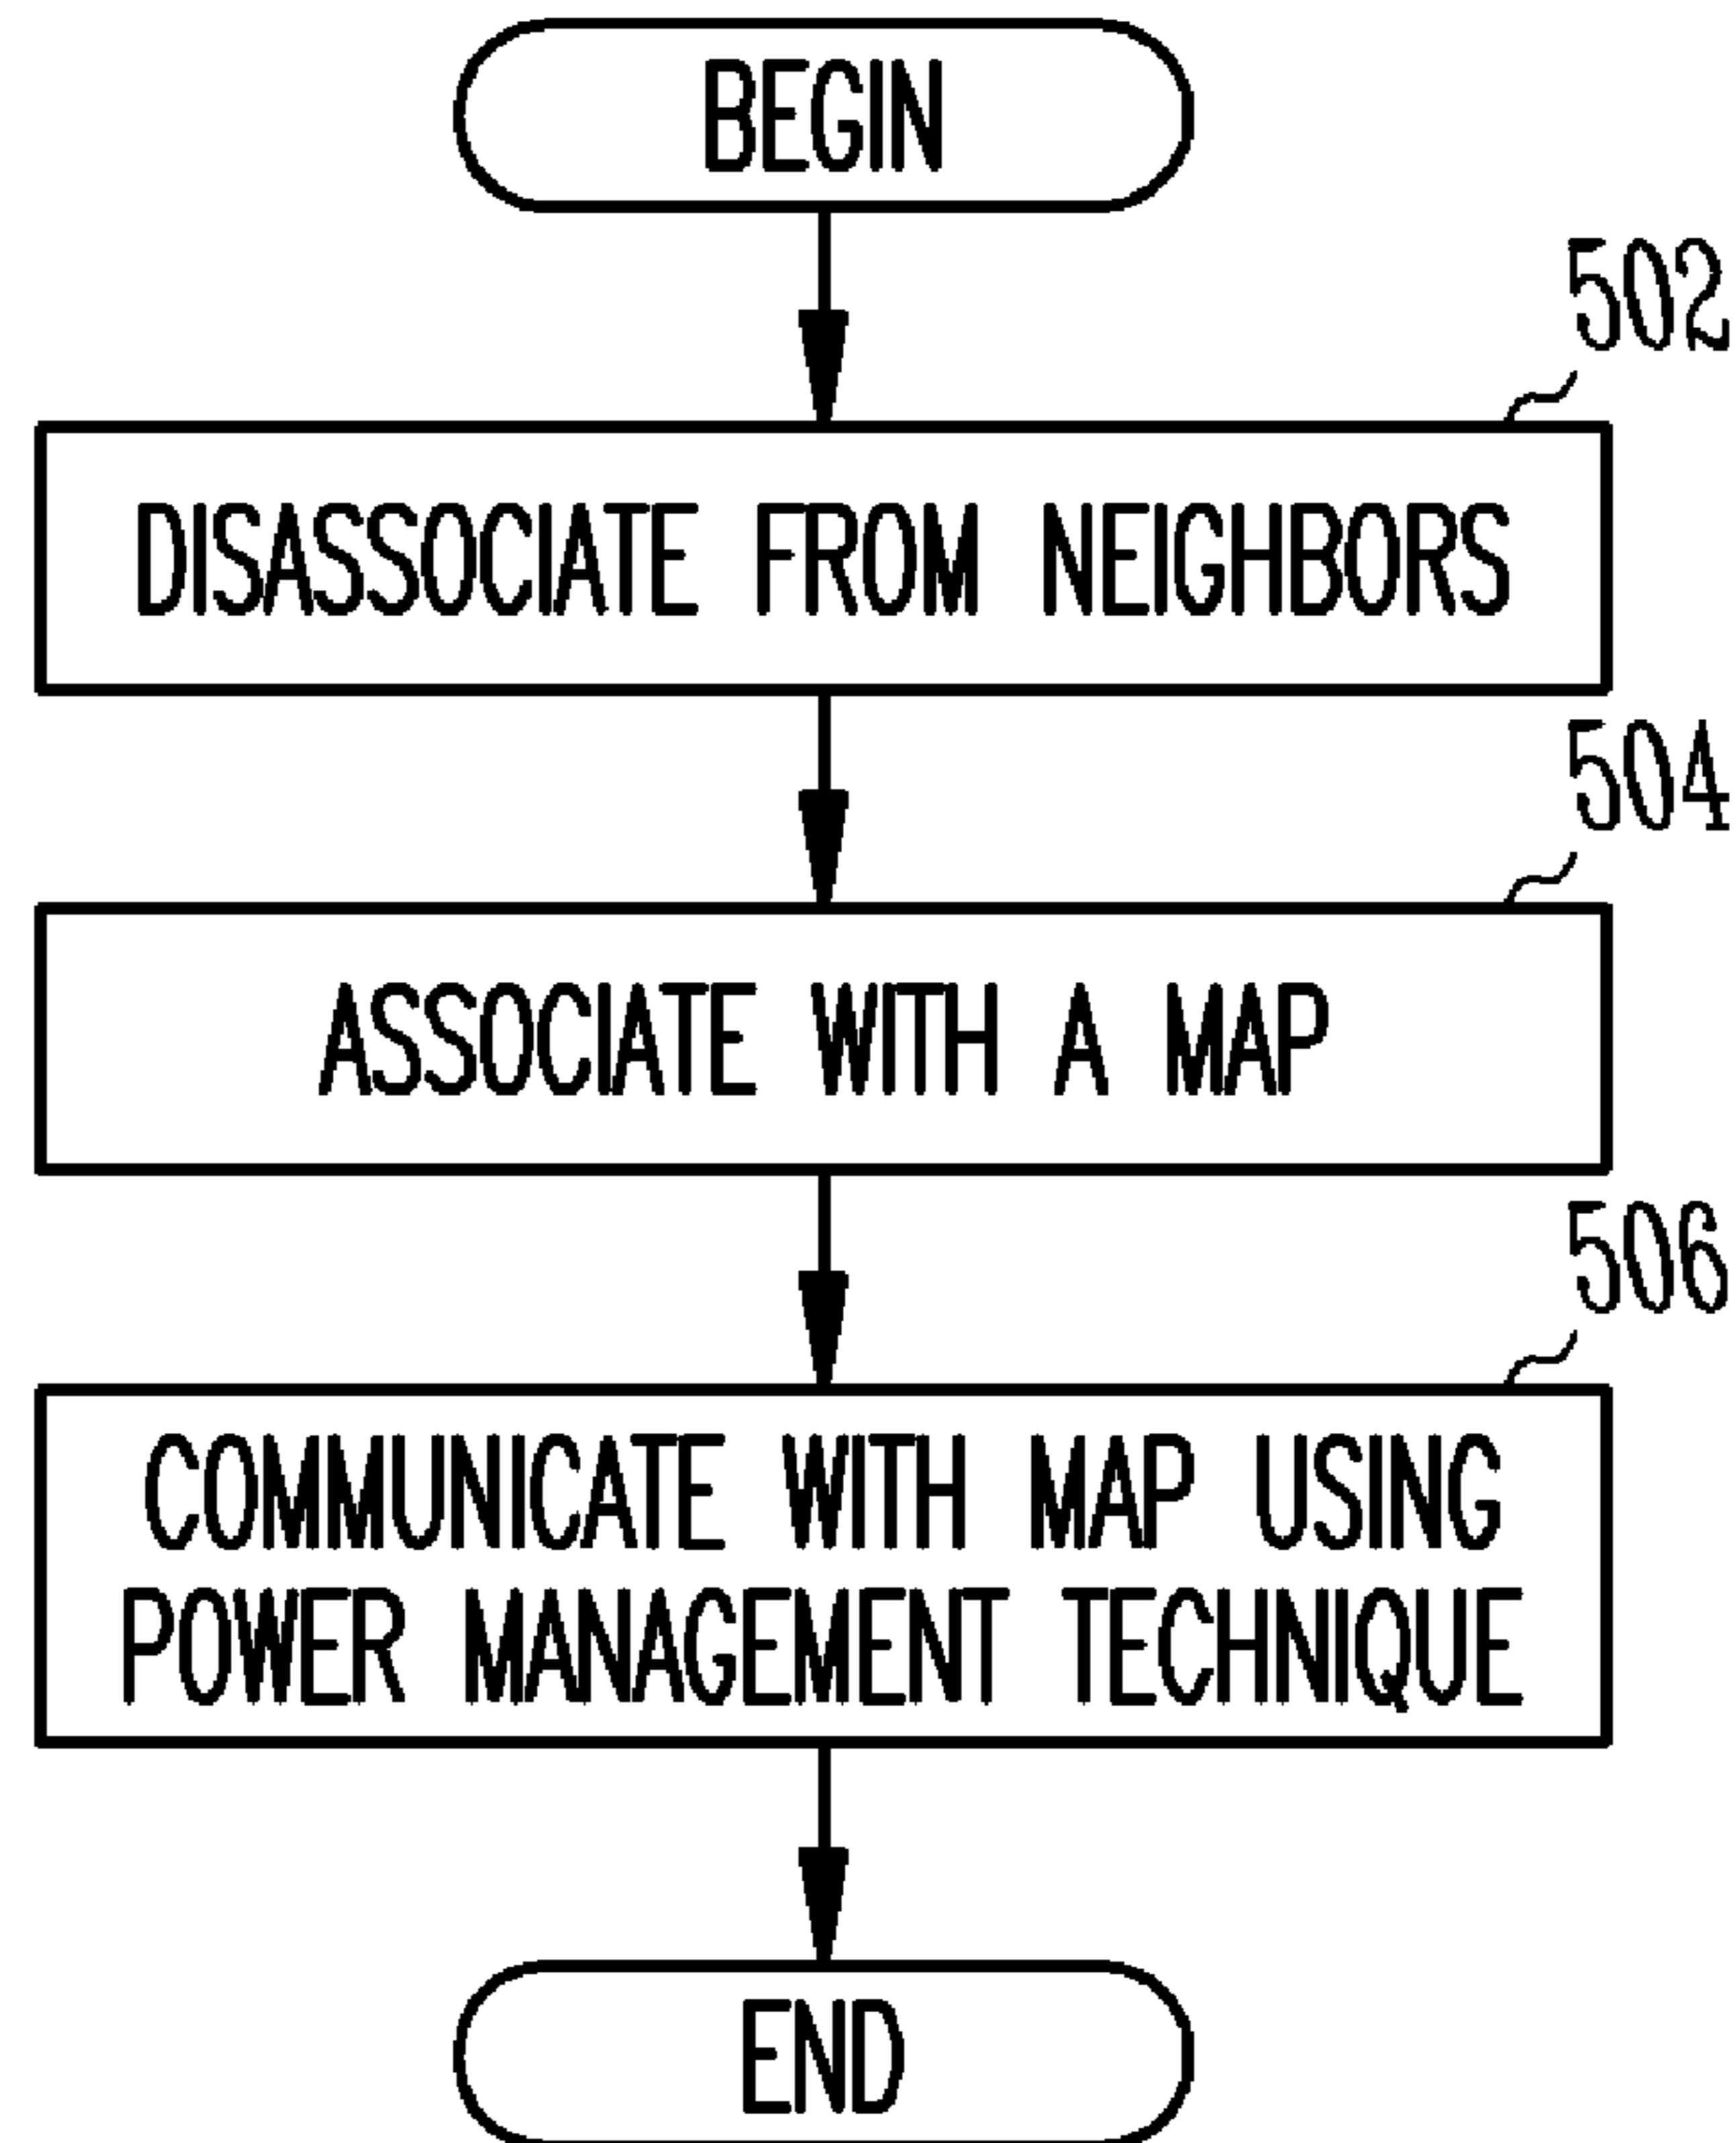 BEGIN
502
DISASSOCIATE FROM NEIGHBORS
504
ASSOCIATE WITH A MAP
506
COMMUNICATE WITH MAP USING
POWER MANAGEMENT TECHNIQUE
END